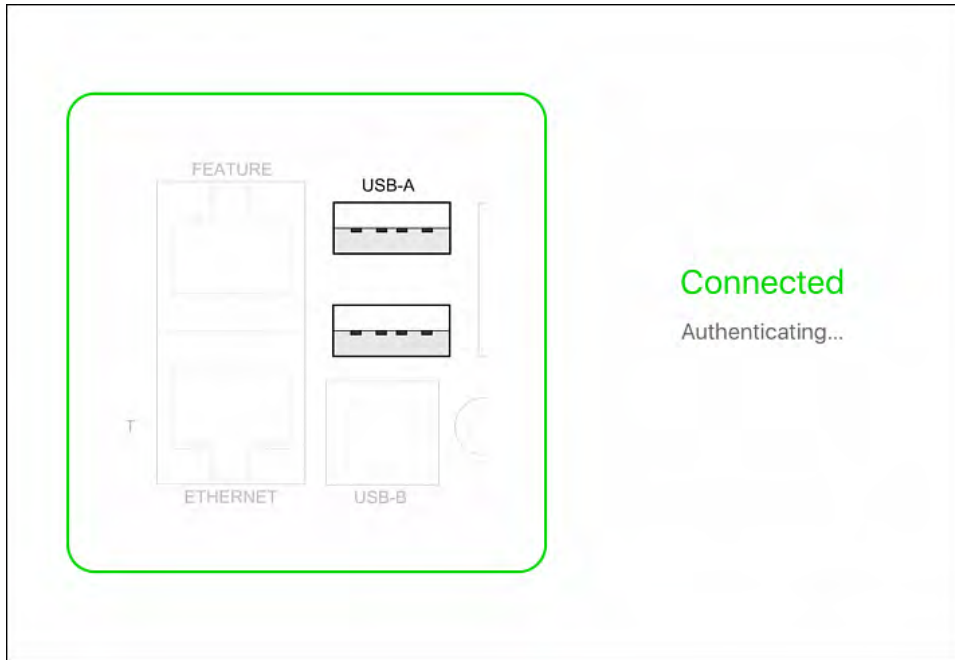 FEATURE
USB-A
Connected
Authenticating...
T
ETHERNET
USB-B